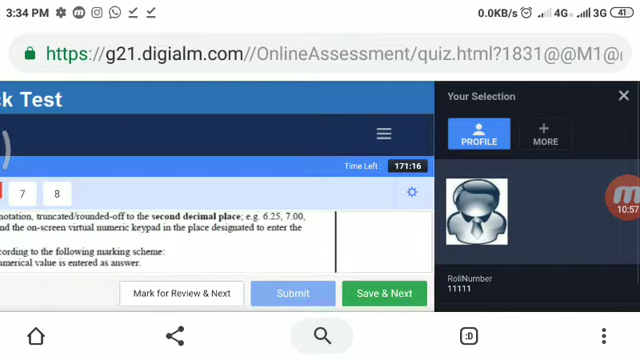 3:34 PM
0.0KB/s 4G 3G 41
https://g21.digialm.com//OnlineAssessment/quiz.html?1831@@M1@
ck Test
Your Selection
PROFILE
MORE
Time Left : 171:16
7 8
notation, truncated/rounded-off to the second decimal place; e.g. 6.25, 7.00,
nd the on-screen virtual numeric keypad in the place designated to enter the
cording to the following marking scheme:
umerical value is entered as answer.
10:57
RollNumber
11111
Mark for Review & Next
Submit
Save & Next
:D